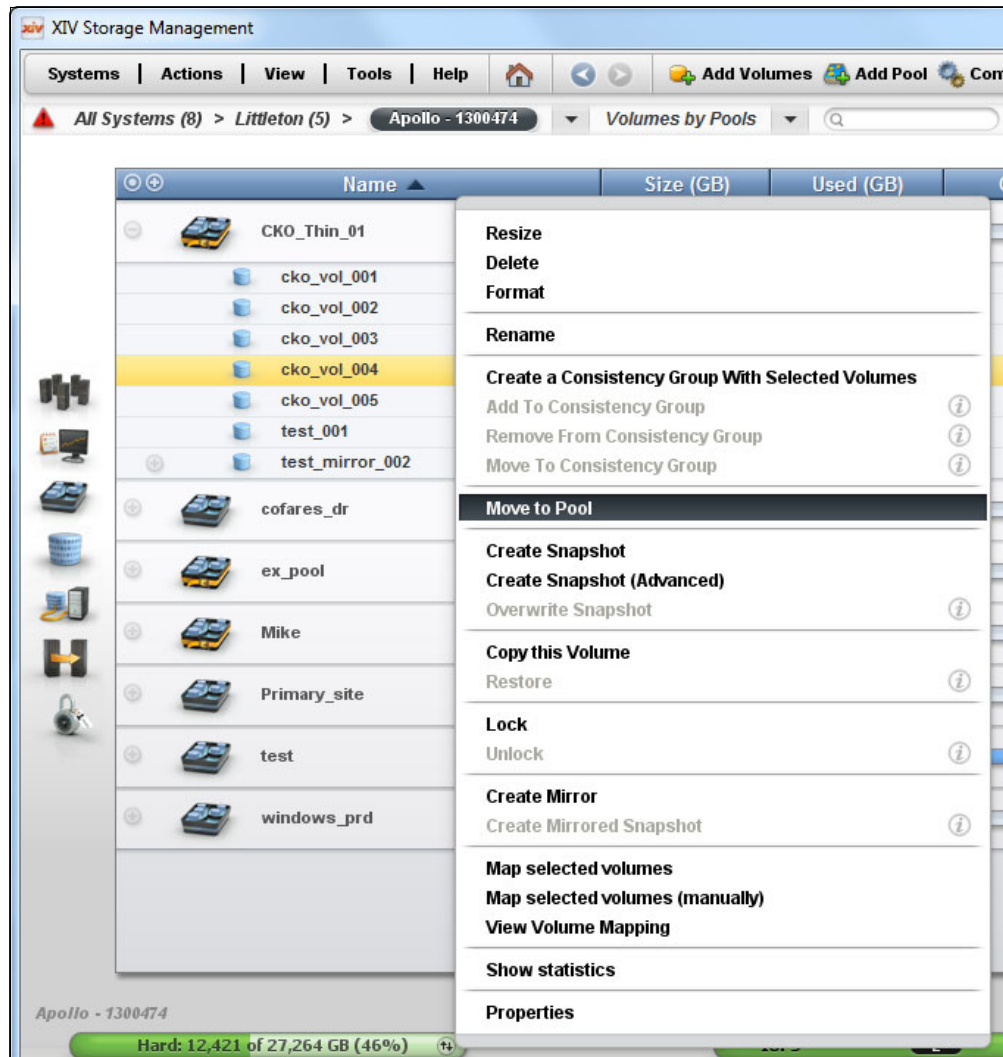 XIV XIV Storage Management
Systems | Actions | View | Tools | Help Add Volumes Add Pool
All Systems (8) > Littleton (5) > Apollo - 1300474 Volumes by Pools
Name Size (GB) Used (GB)
CKO_Thin_01
cko_vol_001
cko_vol_002
cko_vol_003
cko_vol_004
cko_vol_005
test_001
test_mirror_002
cofares_dr
ex_pool
Mike
Primary_site
test
windows_prd
Resize
Delete
Format
Rename
Create a Consistency Group With Selected Volumes
Add To Consistency Group
Remove From Consistency Group
Move To Consistency Group
Move to Pool
Create Snapshot
Create Snapshot (Advanced)
Overwrite Snapshot
Copy this Volume
Restore
Lock
Unlock
Create Mirror
Create Mirrored Snapshot
Map selected volumes
Map selected volumes (manually)
View Volume Mapping
Show statistics
Properties
Apollo - 1300474
Hard: 12,421 of 27,264 GB (46%)